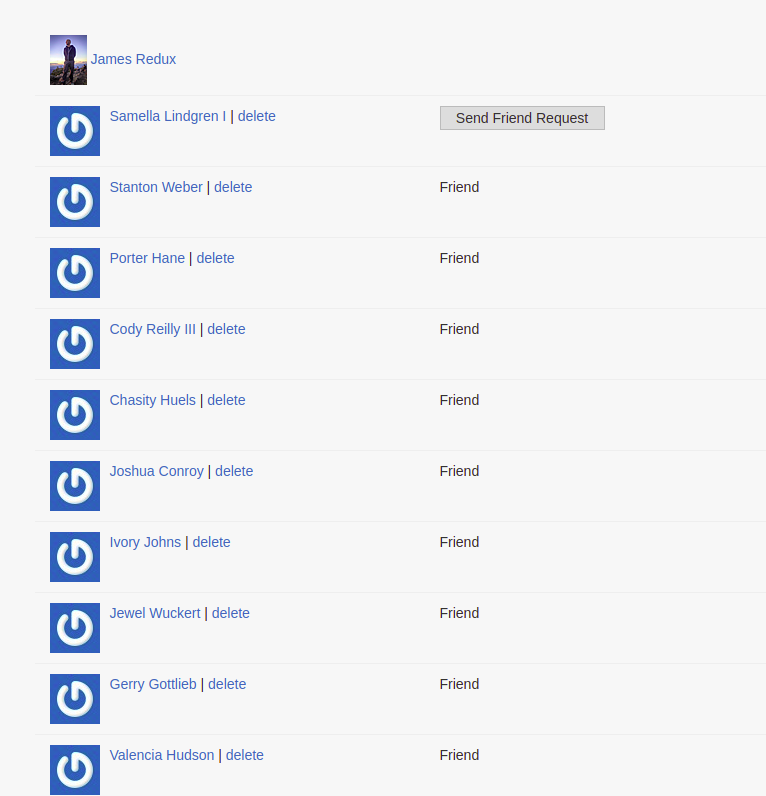 James Redux
Samella Lindgren I | delete Send Friend Request
Stanton Weber | delete Friend
Porter Hane | delete Friend
Cody Reilly III | delete Friend
Chasity Huels | delete Friend
Joshua Conroy | delete Friend
Ivory Johns | delete Friend
Jewel Wuckert | delete Friend
Gerry Gottlieb | delete Friend
Valencia Hudson | delete Friend